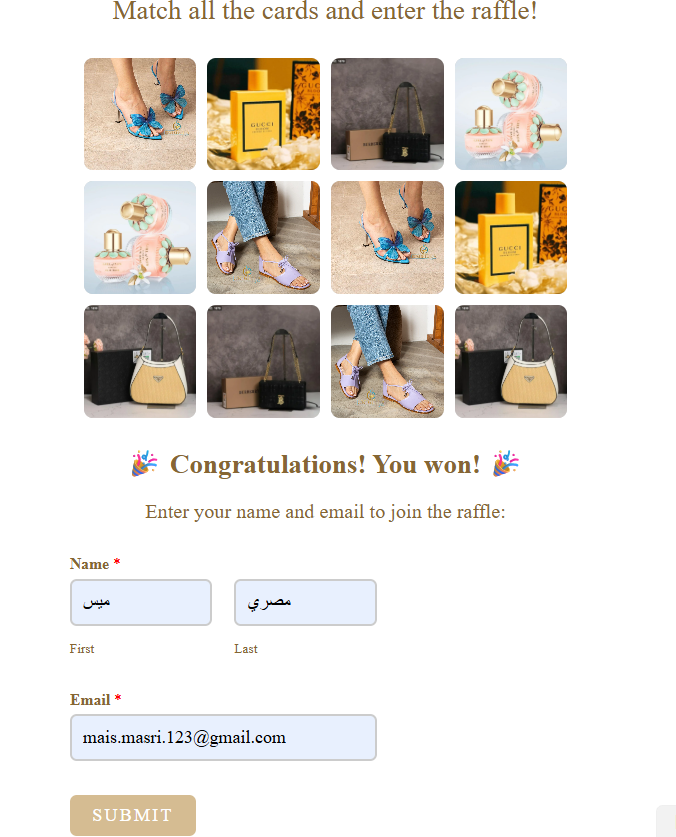 Match all the cards and enter the raffle!
GUCCI
GUCCI
🎉 Congratulations! You won! 🎉
Enter your name and email to join the raffle:
Name *
ميس مصري
First Last
Email *
mais.masri.123@gmail.com
SUBMIT